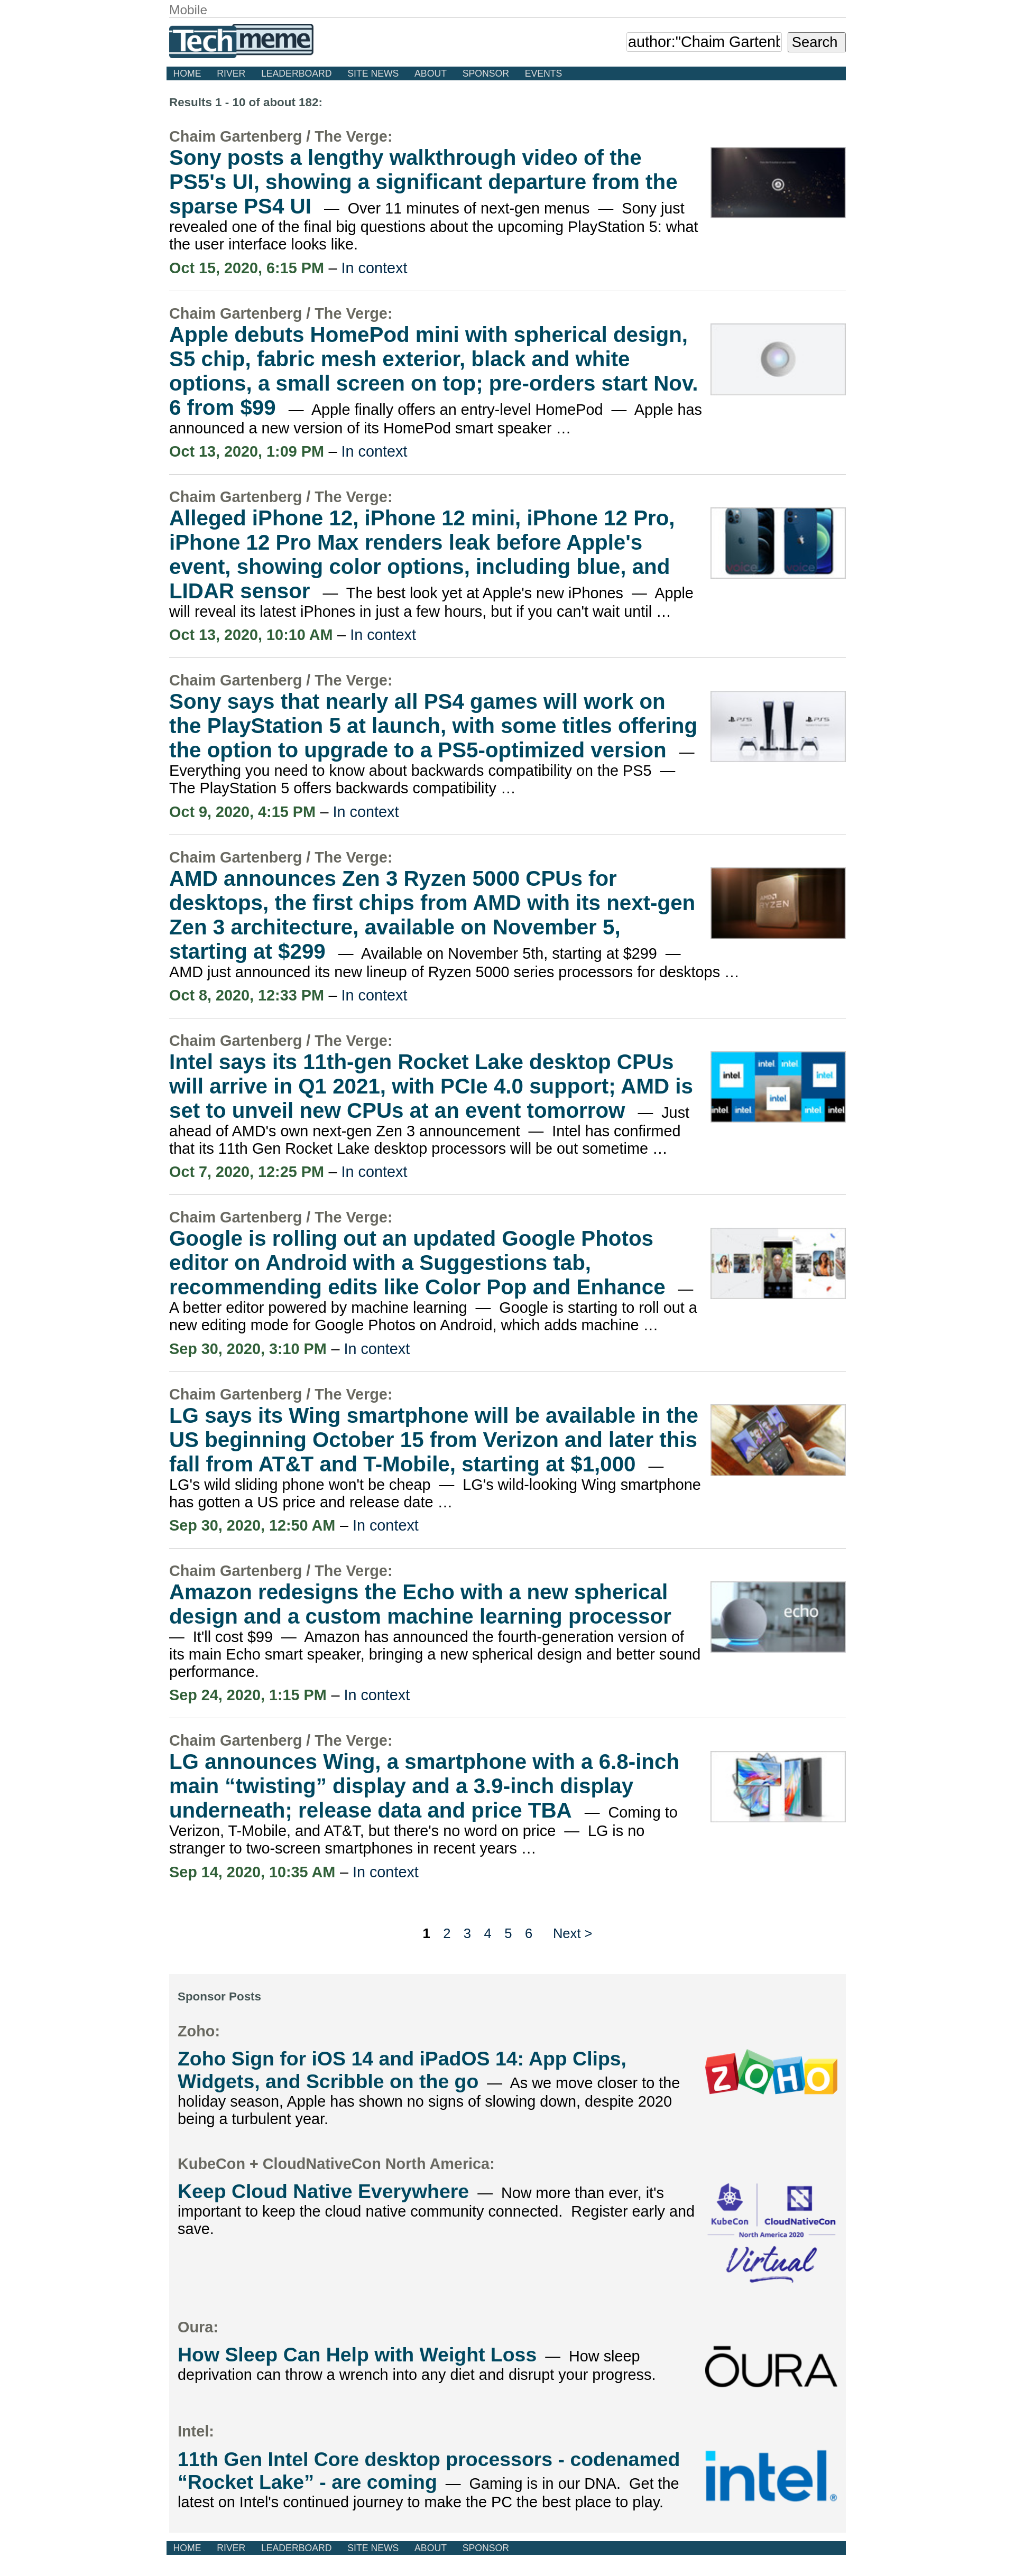 Mobile
Techmeme
author:"Chaim Gartenb
Search
HOME RIVER LEADERBOARD SITE NEWS ABOUT SPONSOR EVENTS
Results 1 - 10 of about 182:
Chaim Gartenberg / The Verge:
Sony posts a lengthy walkthrough video of the
PS5's UI, showing a significant departure from the
sparse PS4 UI — Over 11 minutes of next-gen menus — Sony just
revealed one of the final big questions about the upcoming PlayStation 5: what
the user interface looks like.
Oct 15, 2020, 6:15 PM – In context
Chaim Gartenberg / The Verge:
Apple debuts HomePod mini with spherical design,
S5 chip, fabric mesh exterior, black and white
options, a small screen on top; pre-orders start Nov.
6 from $99 — Apple finally offers an entry-level HomePod — Apple has
announced a new version of its HomePod smart speaker …
Oct 13, 2020, 1:09 PM – In context
Chaim Gartenberg / The Verge:
Alleged iPhone 12, iPhone 12 mini, iPhone 12 Pro,
iPhone 12 Pro Max renders leak before Apple's
event, showing color options, including blue, and
LIDAR sensor — The best look yet at Apple's new iPhones — Apple
will reveal its latest iPhones in just a few hours, but if you can't wait until …
Oct 13, 2020, 10:10 AM – In context
Chaim Gartenberg / The Verge:
Sony says that nearly all PS4 games will work on
the PlayStation 5 at launch, with some titles offering
the option to upgrade to a PS5-optimized version —
Everything you need to know about backwards compatibility on the PS5 —
The PlayStation 5 offers backwards compatibility …
Oct 9, 2020, 4:15 PM – In context
PS5
PS5
Chaim Gartenberg / The Verge:
AMD announces Zen 3 Ryzen 5000 CPUs for
desktops, the first chips from AMD with its next-gen
Zen 3 architecture, available on November 5,
starting at $299 — Available on November 5th, starting at $299 —
AMD just announced its new lineup of Ryzen 5000 series processors for desktops …
Oct 8, 2020, 12:33 PM – In context
AMD
RYZEN
Chaim Gartenberg / The Verge:
Intel says its 11th-gen Rocket Lake desktop CPUs
will arrive in Q1 2021, with PCIe 4.0 support; AMD is
set to unveil new CPUs at an event tomorrow — Just
ahead of AMD's own next-gen Zen 3 announcement — Intel has confirmed
that its 11th Gen Rocket Lake desktop processors will be out sometime …
Oct 7, 2020, 12:25 PM – In context
intel intel
intel intel
intel
intel intel intel intel
Chaim Gartenberg / The Verge:
Google is rolling out an updated Google Photos
editor on Android with a Suggestions tab,
recommending edits like Color Pop and Enhance —
A better editor powered by machine learning — Google is starting to roll out a
new editing mode for Google Photos on Android, which adds machine …
Sep 30, 2020, 3:10 PM – In context
Chaim Gartenberg / The Verge:
LG says its Wing smartphone will be available in the
US beginning October 15 from Verizon and later this
fall from AT&T and T-Mobile, starting at $1,000 —
LG's wild sliding phone won't be cheap — LG's wild-looking Wing smartphone
has gotten a US price and release date …
Sep 30, 2020, 12:50 AM – In context
Chaim Gartenberg / The Verge:
Amazon redesigns the Echo with a new spherical
design and a custom machine learning processor
— It'll cost $99 — Amazon has announced the fourth-generation version of
its main Echo smart speaker, bringing a new spherical design and better sound
performance.
Sep 24, 2020, 1:15 PM – In context
echo
Chaim Gartenberg / The Verge:
LG announces Wing, a smartphone with a 6.8-inch
main “twisting” display and a 3.9-inch display
underneath; release data and price TBA — Coming to
Verizon, T-Mobile, and AT&T, but there's no word on price — LG is no
stranger to two-screen smartphones in recent years …
Sep 14, 2020, 10:35 AM – In context
1 2 3 4 5 6 Next >
Sponsor Posts
Zoho:
Zoho Sign for iOS 14 and iPadOS 14: App Clips,
Widgets, and Scribble on the go — As we move closer to the
holiday season, Apple has shown no signs of slowing down, despite 2020
being a turbulent year.
ZOHO
KubeCon + CloudNativeCon North America:
Keep Cloud Native Everywhere — Now more than ever, it's
important to keep the cloud native community connected. Register early and
save.
KubeCon CloudNativeCon
North America 2020
Virtual
Oura:
How Sleep Can Help with Weight Loss — How sleep
deprivation can throw a wrench into any diet and disrupt your progress.
ŌURA
Intel:
11th Gen Intel Core desktop processors - codenamed
“Rocket Lake” - are coming — Gaming is in our DNA. Get the
latest on Intel's continued journey to make the PC the best place to play.
intel®
HOME RIVER LEADERBOARD SITE NEWS ABOUT SPONSOR